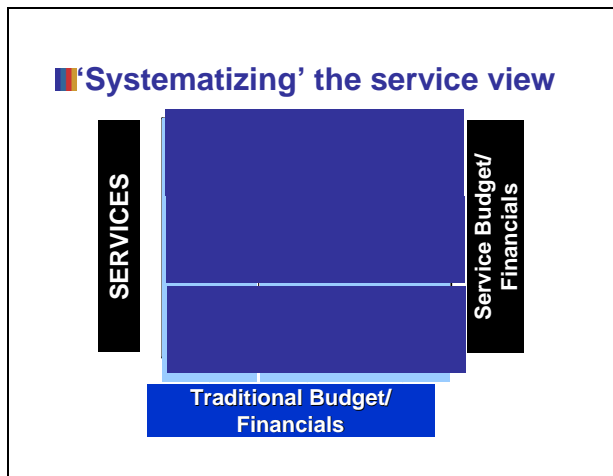 ‘Systematizing’ the service view
SERVICES
Service Budget/
Financials
Traditional Budget/
Financials